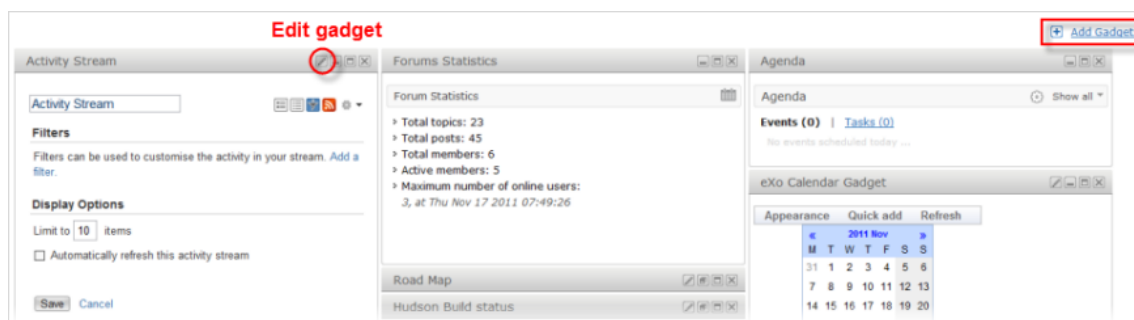 Edit gadget
Add Gadget
Activity Stream
Activity Stream
Filters
Filters can be used to customise the activity in your stream. Add a
filter.
Display Options
Limit to 10 items
Automatically refresh this activity stream
Save Cancel
Forums Statistics
Forum Statistics
› Total topics: 23
› Total posts: 45
› Total members: 6
› Active members: 5
› Maximum number of online users:
3, at Thu Nov 17 2011 07:49:26
Road Map
Hudson Build status
Agenda
Agenda Show all
Events (0) | Tasks (0)
No events scheduled today ...
eXo Calendar Gadget
Appearance Quick add Refresh
« 2011 Nov »
M T W T F S S
31 1 2 3 4 5 6
7 8 9 10 11 12 13
14 15 16 17 18 19 20